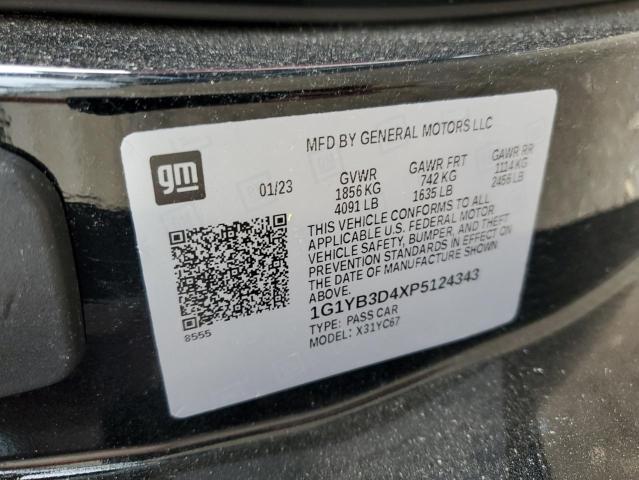 MFD BY GENERAL MOTORS LLC
gm
01/23
GVWR
1856 KG
4091 LB
GAWR FRT
742 KG
1635 LB
GAWR RR
1114 KG
2456 LB
THIS VEHICLE CONFORMS TO ALL
APPLICABLE U.S. FEDERAL MOTOR
VEHICLE SAFETY, BUMPER, AND THEFT
PREVENTION STANDARDS IN EFFECT ON
THE DATE OF MANUFACTURE SHOWN
ABOVE.
1G1YB3D4XP5124343
TYPE: PASS CAR
MODEL: X31YC67
8555